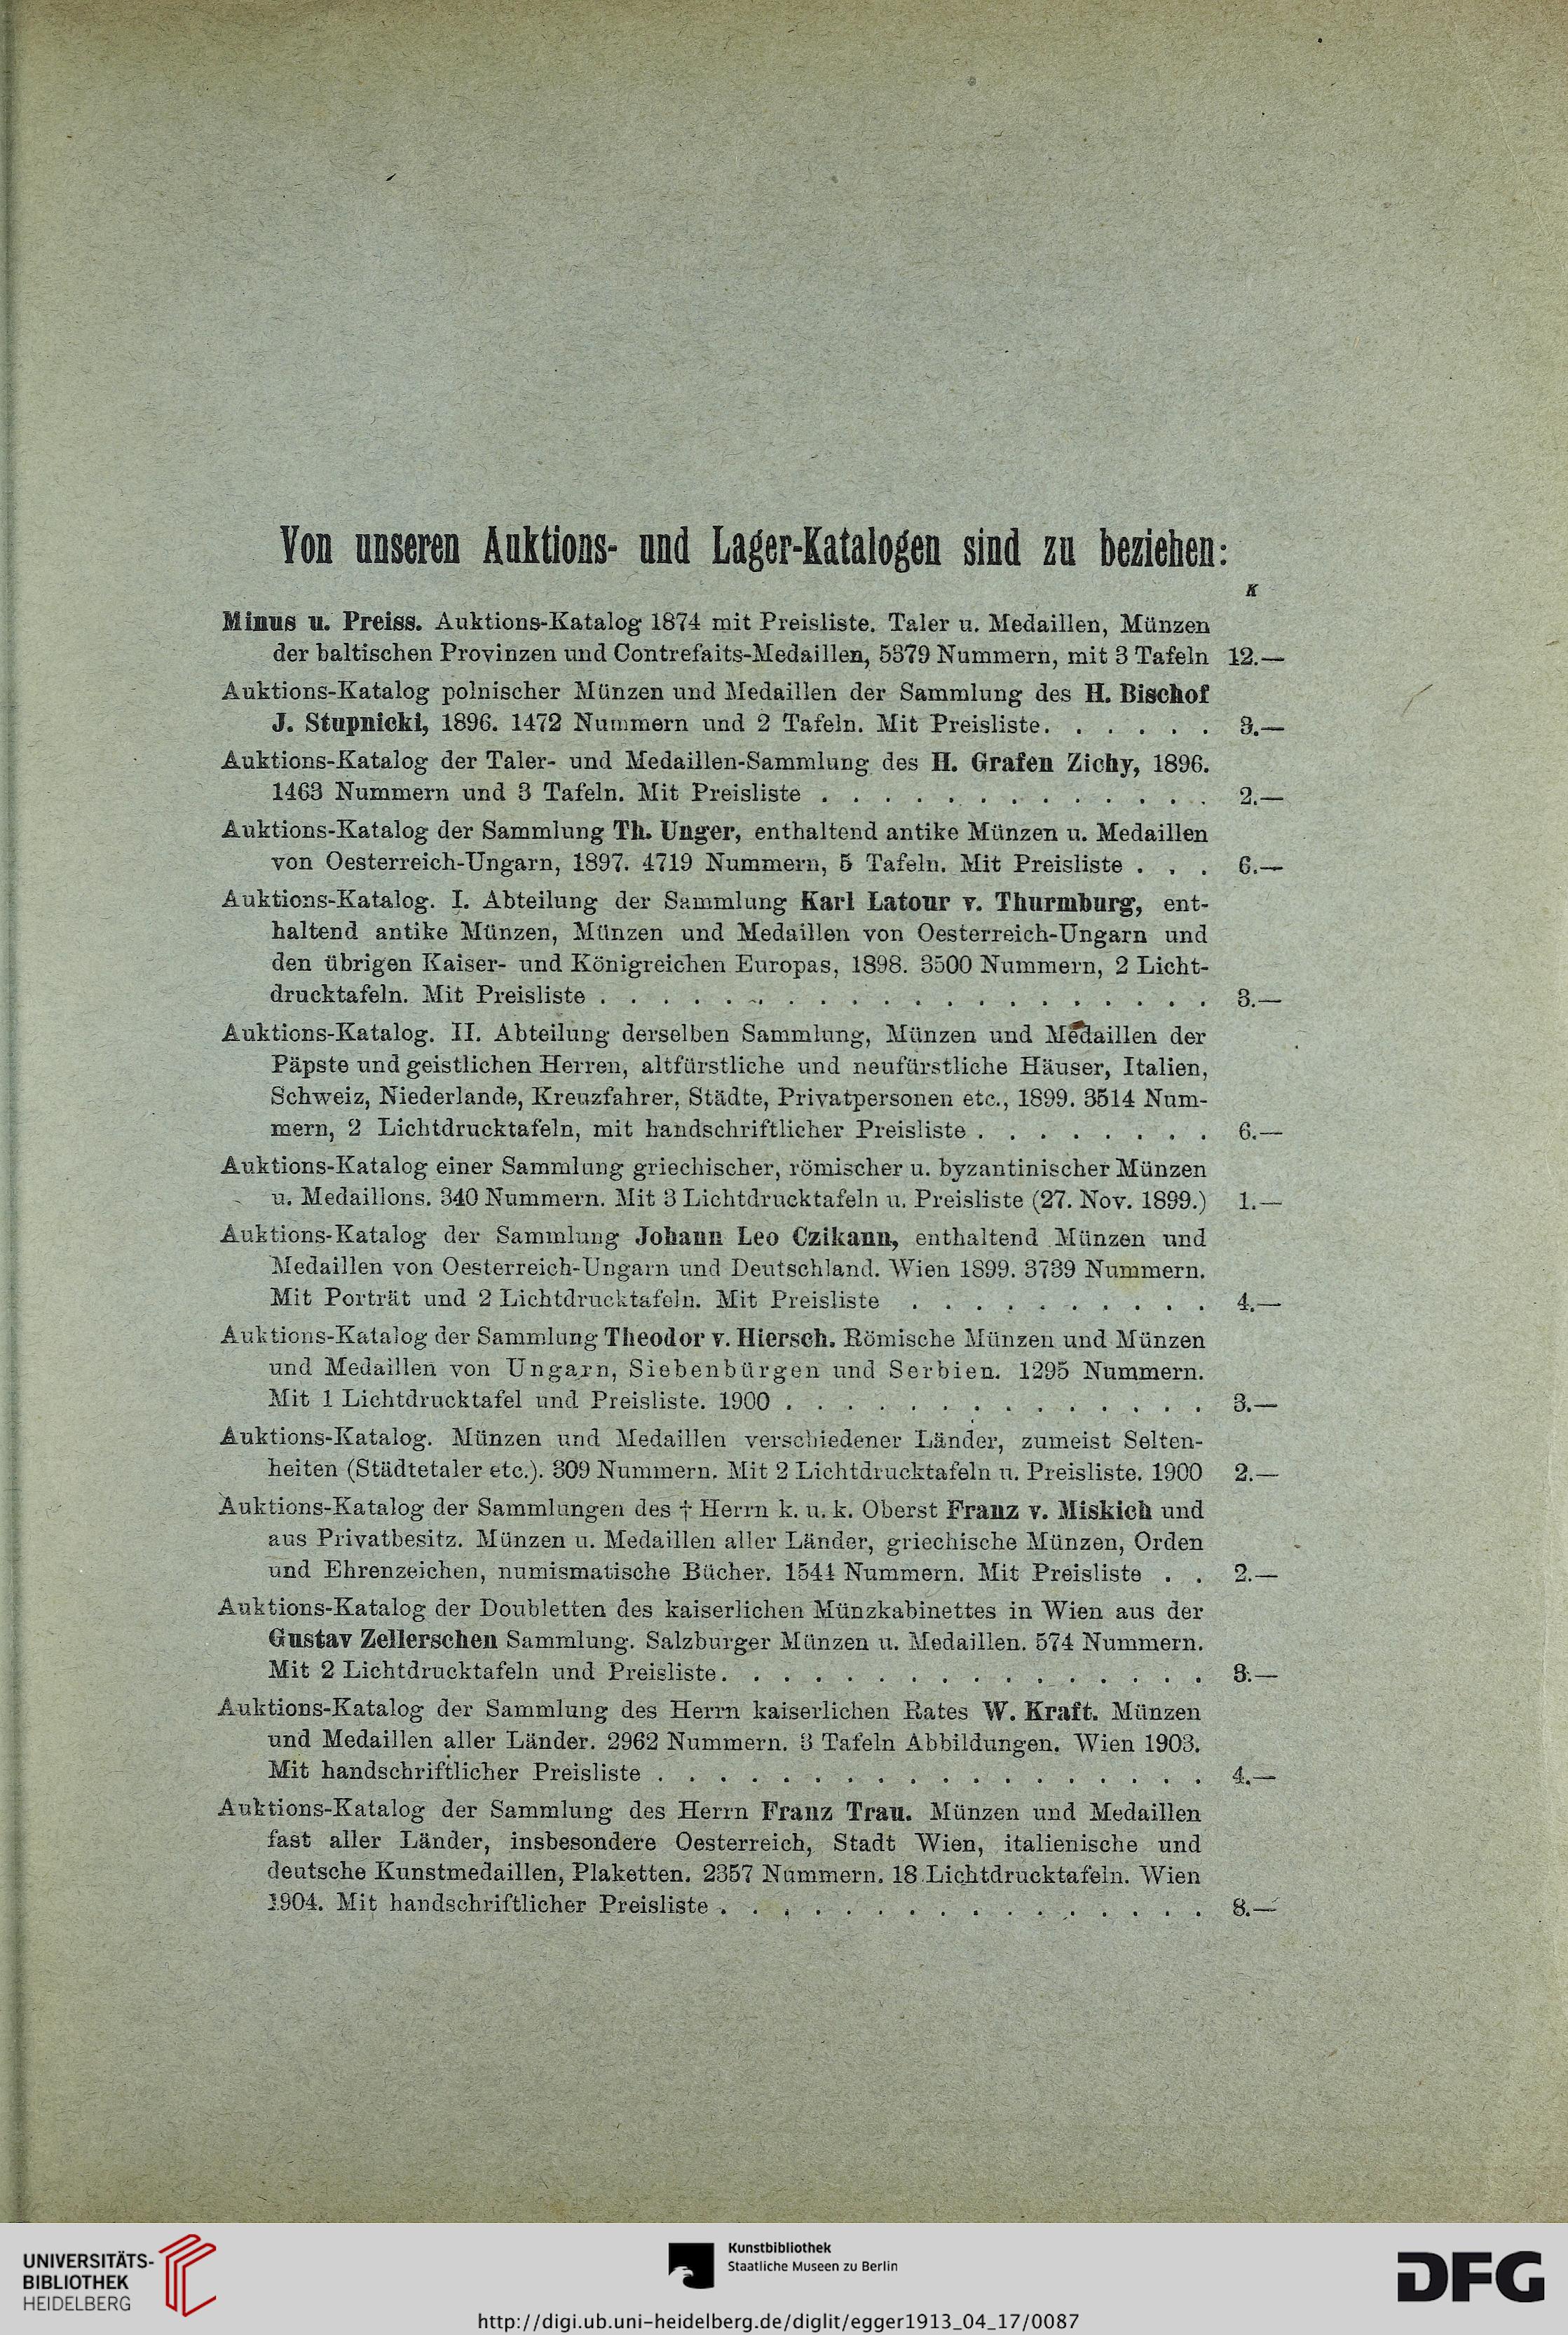 Von unseren Auktions- und Lager-Katalogen sind zu beziehen:
K
Minus u. Preiss. Auktions-Katalog 1874 mit Preisliste. Taler u. Medaillen, Münzen
der baltischen Provinzen und Contrefaits-Medaillen, 5379 Nummern, mit 3 Tafeln 12.—
Auktions-Katalog polnischer Münzen und Medaillen der Sammlung des H. Bischof
J. Stupnicki, 1896. 1472 Nummern und 2 Tafeln. Mit Preisliste. . . . . . . 3.—
Auktions-Katalog der Taler- und Medaillen-Sammlung des H. Grafen Zichy, 1896.
1463 Nummern und 3 Tafeln. Mit Preisliste . . . . . . . . . . . . . 2.—
Auktions-Katalog der Sammlung Th. Unger, enthaltend antike Münzen u. Medaillen
von Oesterreich-Ungarn, 1897. 4719 Nummern, 5 Tafeln. Mit Preisliste . . . 6.—
Auktions-Katalog. I. Abteilung der Sammlung Karl Latour v. Thurmburg, ent-
haltend antike Münzen, Münzen und Medaillen von Oesterreich-Ungarn und
den übrigen Kaiser- und Königreichen Europas, 1898. 3500 Nummern, 2 Licht-
drucktafeln. Mit Preisliste . . . . . . . . . . . . . . . . . . . . 3.—
Auktions-Katalog. II. Abteilung derselben Sammlung, Münzen und Medaillen der
Päpste und geistlichen Herren, altfürstliche und neufürstliche Häuser, Italien,
Schweiz, Niederlande, Kreuzfahrer, Städte, Privatpersonen etc., 1899. 3514 Num-
mern, 2 Lichtdrucktafeln, mit handschriftlicher Preisliste . . . . . . . . 6.—
Auktions-Katalog einer Sammlung griechischer, römischer u. byzantinischer Münzen
u. Medaillons. 340 Nummern. Mit 3 Lichtdrucktafeln u. Preisliste (27. Nov. 1899.) 1.—
Auktions-Katalog der Sammlung Johann Leo Czikann, enthaltend Münzen und
Medaillen von Oesterreich-Ungarn und Deutschland. Wien 1899. 3739 Nummern.
Mit Porträt und 2 Lichtdrucktafeln. Mit Preisliste . . . . . . . . . . 4.—
Auktions-Katalog der Sammlung Theodor v. Hiersch. Römische Münzen und Münzen
und Medaillen von Ungarn, Siebenbürgen und Serbien. 1295 Nummern.
Mit 1 Lichtdrucktafel und Preisliste. 1900 . . . . . . . . . . . . . . 3.—
Auktions-Katalog. Münzen und Medaillen verschiedener Länder, zumeist Selten-
heiten (Städtetaler etc.). 309 Nummern. Mit 2 Lichtdrucktafeln u. Preisliste. 1900 2.—
Auktions-Katalog der Sammlungen des † Herrn k. u. k. Oberst Franz v. Miskich und
aus Privatbesitz. Münzen u. Medaillen aller Länder, griechische Münzen, Orden
und Ehrenzeichen, numismatische Bücher. 1544 Nummern. Mit Preisliste . . 2.—
Auktions-Katalog der Doubletten des kaiserlichen Münzkabinettes in Wien aus der
Gustav Zellerschen Sammlung. Salzburger Münzen u. Medaillen. 574 Nummern.
Mit 2 Lichtdrucktafeln und Preisliste. . . . . . . . . . . . . . . . 3.—
Auktions-Katalog der Sammlung des Herrn kaiserlichen Rates W. Kraft. Münzen
und Medaillen aller Länder. 2962 Nummern. 3 Tafeln Abbildungen. Wien 1903.
Mit handschriftlicher Preisliste . . . . . . . . . . . . . . . . . . 4.—
Auktions-Katalog der Sammlung des Herrn Franz Trau. Münzen und Medaillen
fast aller Länder, insbesondere Oesterreich, Stadt Wien, italienische und
deutsche Kunstmedaillen, Plaketten. 2357 Nummern. 18 Lichtdrucktafeln. Wien
1904. Mit handschriftlicher Preisliste . . . . . . . . . . . . . . . . 8.—
UNIVERSITÄTS-
BIBLIOTHEK
HEIDELBERG
Kunstbibliothek
Staatliche Museen zu Berlin
DFG
http://digi.ub.uni-heidelberg.de/diglit/egger1913_04_17/0087